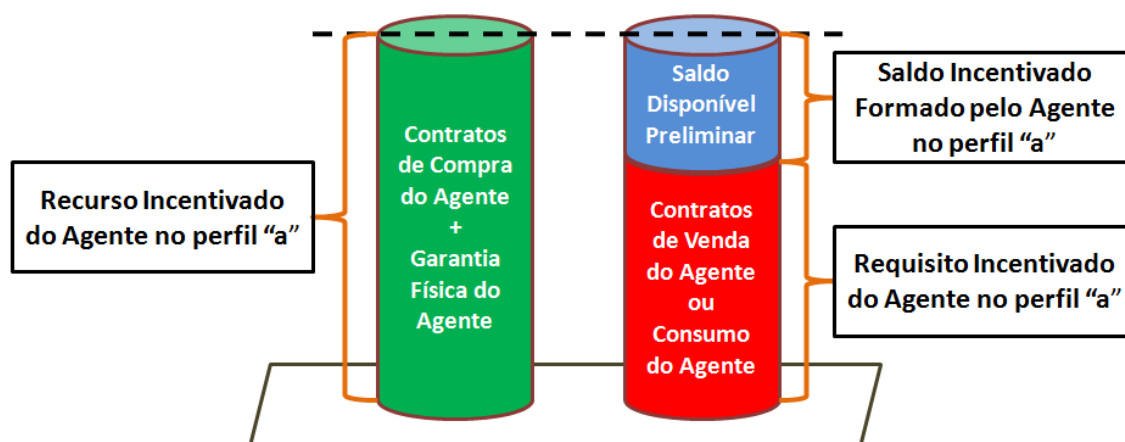 Recurso Incentivado
do Agente no perfil “a”
Contratos
de Compra
do Agente
+
Garantia
Física do
Agente
Saldo
Disponível
Preliminar
Contratos
de Venda
do Agente
ou
Consumo
do Agente
Saldo Incentivado
Formado pelo Agente
no perfil “a”
Requisito Incentivado
do Agente no perfil “a”